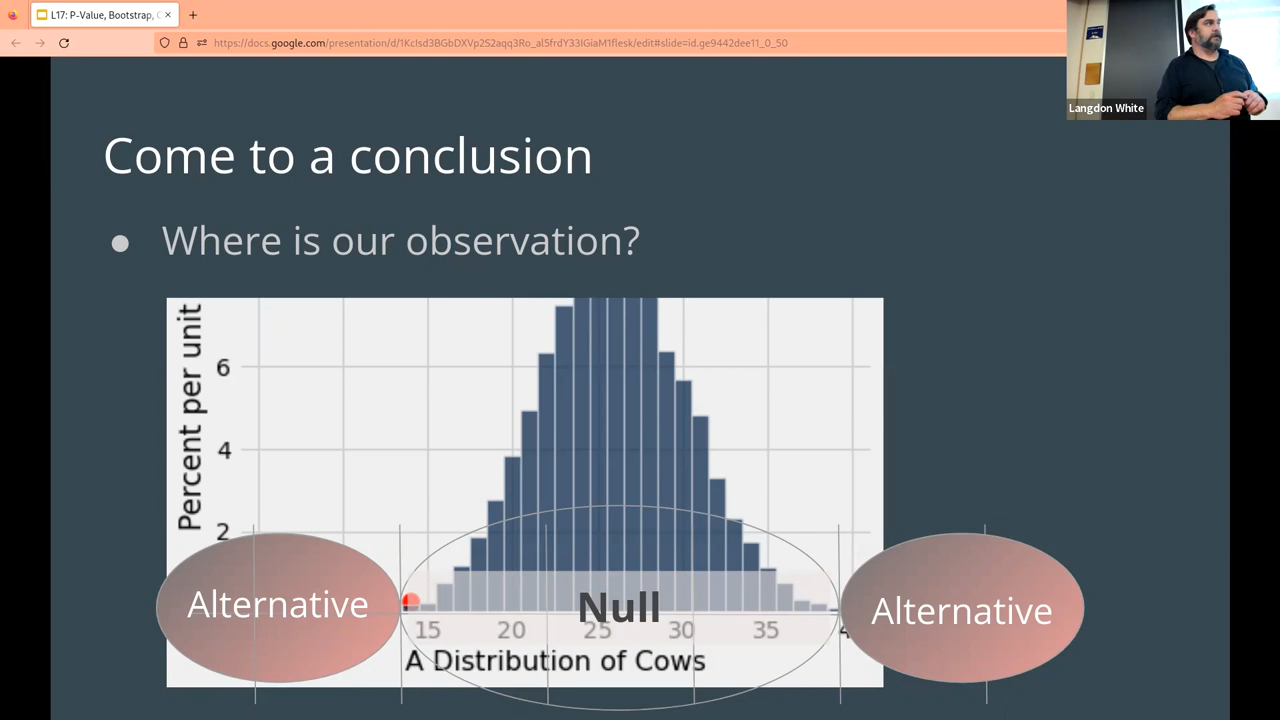 L17: P-Value, Bootstrap, C
https://docs.google.com/presentation/d/1KcIsd3BGbDXVp2S2aqq3Ro_al5frdY33IGiaM1flesk/edit#slide=id.ge9442dee11_0_50
Langdon White
Come to a conclusion
● Where is our observation?
Percent per unit
6
4
2
Alternative
Null
Alternative
15 20 25 30 35 4
A Distribution of Cows